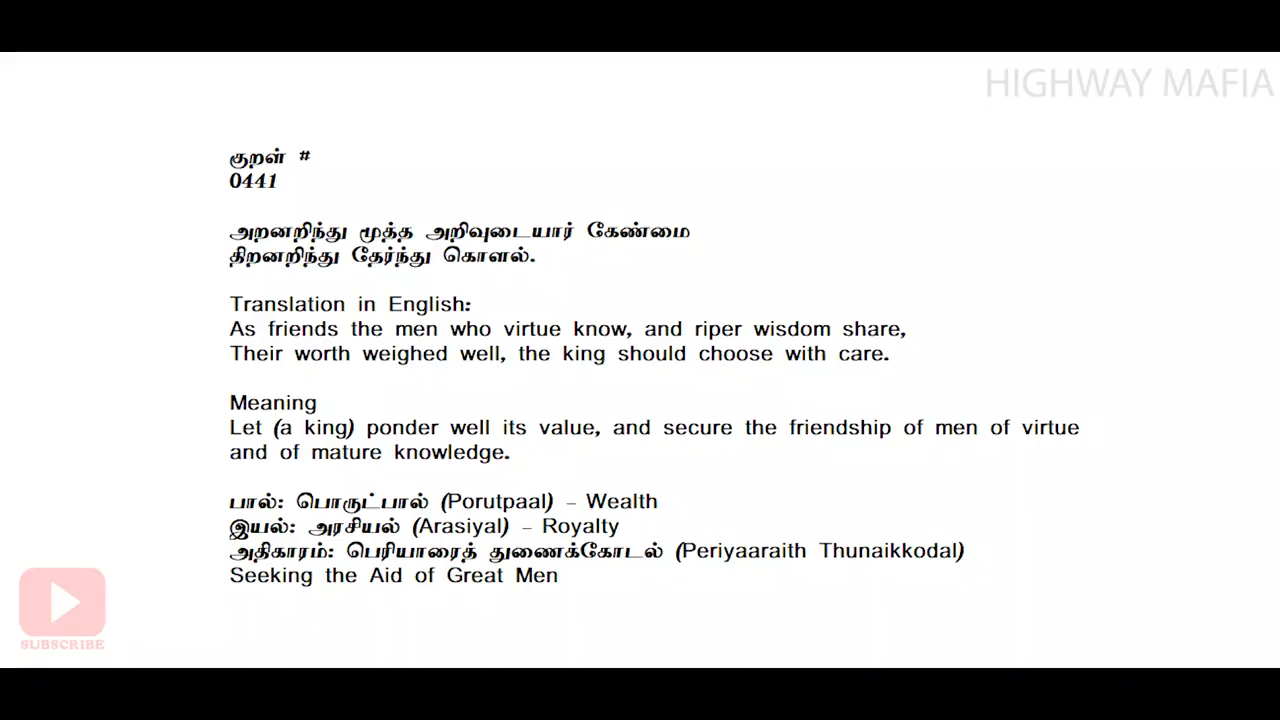 HIGHWAY MAFIA
குறள் #
0441
அறனறிந்து மூத்த அறிவுடையார் கேண்மை
திறனறிந்து தேர்ந்து கொளல்.
Translation in English:
As friends the men who virtue know, and riper wisdom share,
Their worth weighed well, the king should choose with care.
Meaning
Let (a king) ponder well its value, and secure the friendship of men of virtue
and of mature knowledge.
பால்: பொருட்பால் (Porutpaal) – Wealth
இயல்: அரசியல் (Arasiyal) – Royalty
அதிகாரம்: பெரியாரைத் துணைக்கோடல் (Periyaaraith Thunaikkodal)
Seeking the Aid of Great Men
SUBSCRIBE